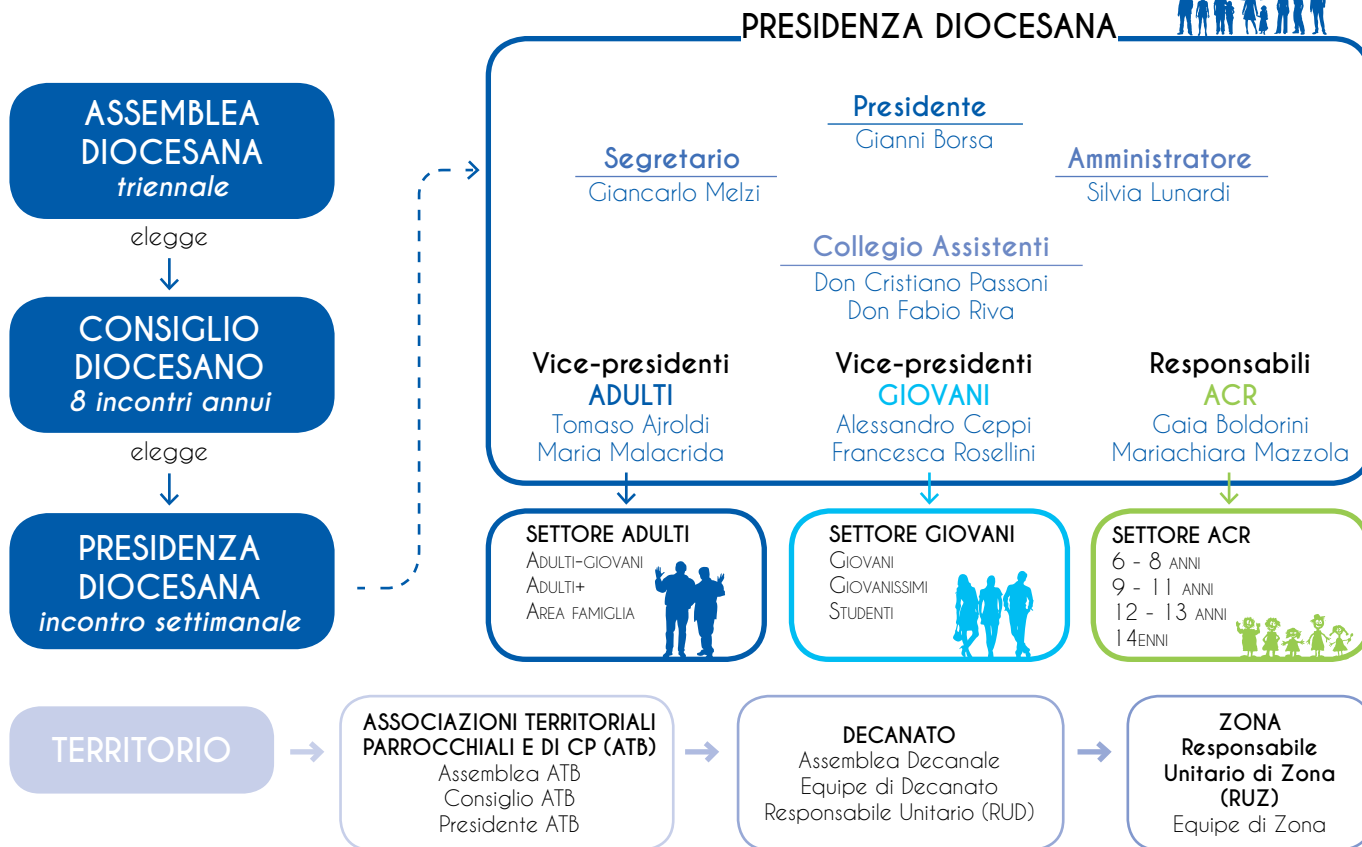 PRESIDENZA DIOCESANA
ASSEMBLEA
DIOCESANA
triennale
elegge
CONSIGLIO
DIOCESANO
8 incontri annui
elegge
PRESIDENZA
DIOCESANA
incontro settimanale
Presidente
Gianni Borsa
Segretario
Giancarlo Melzi
Amministratore
Silvia Lunardi
Collegio Assistenti
Don Cristiano Passoni
Don Fabio Riva
Vice-presidenti
ADULTI
Tomaso Ajroldi
Maria Malacrida
Vice-presidenti
GIOVANI
Alessandro Ceppi
Francesca Rosellini
Responsabili
ACR
Gaia Boldorini
Mariachiara Mazzola
SETTORE ADULTI
Adulti-giovani
Adulti+
Area famiglia
SETTORE GIOVANI
Giovani
Giovanissimi
Studenti
SETTORE ACR
6 - 8 anni
9 - 11 anni
12 - 13 anni
14enni
TERRITORIO
ASSOCIAZIONI TERRITORIALI
PARROCCHIALI E DI CP (ATB)
Assemblea ATB
Consiglio ATB
Presidente ATB
DECANATO
Assemblea Decanale
Equipe di Decanato
Responsabile Unitario (RUD)
ZONA
Responsabile
Unitario di Zona
(RUZ)
Equipe di Zona